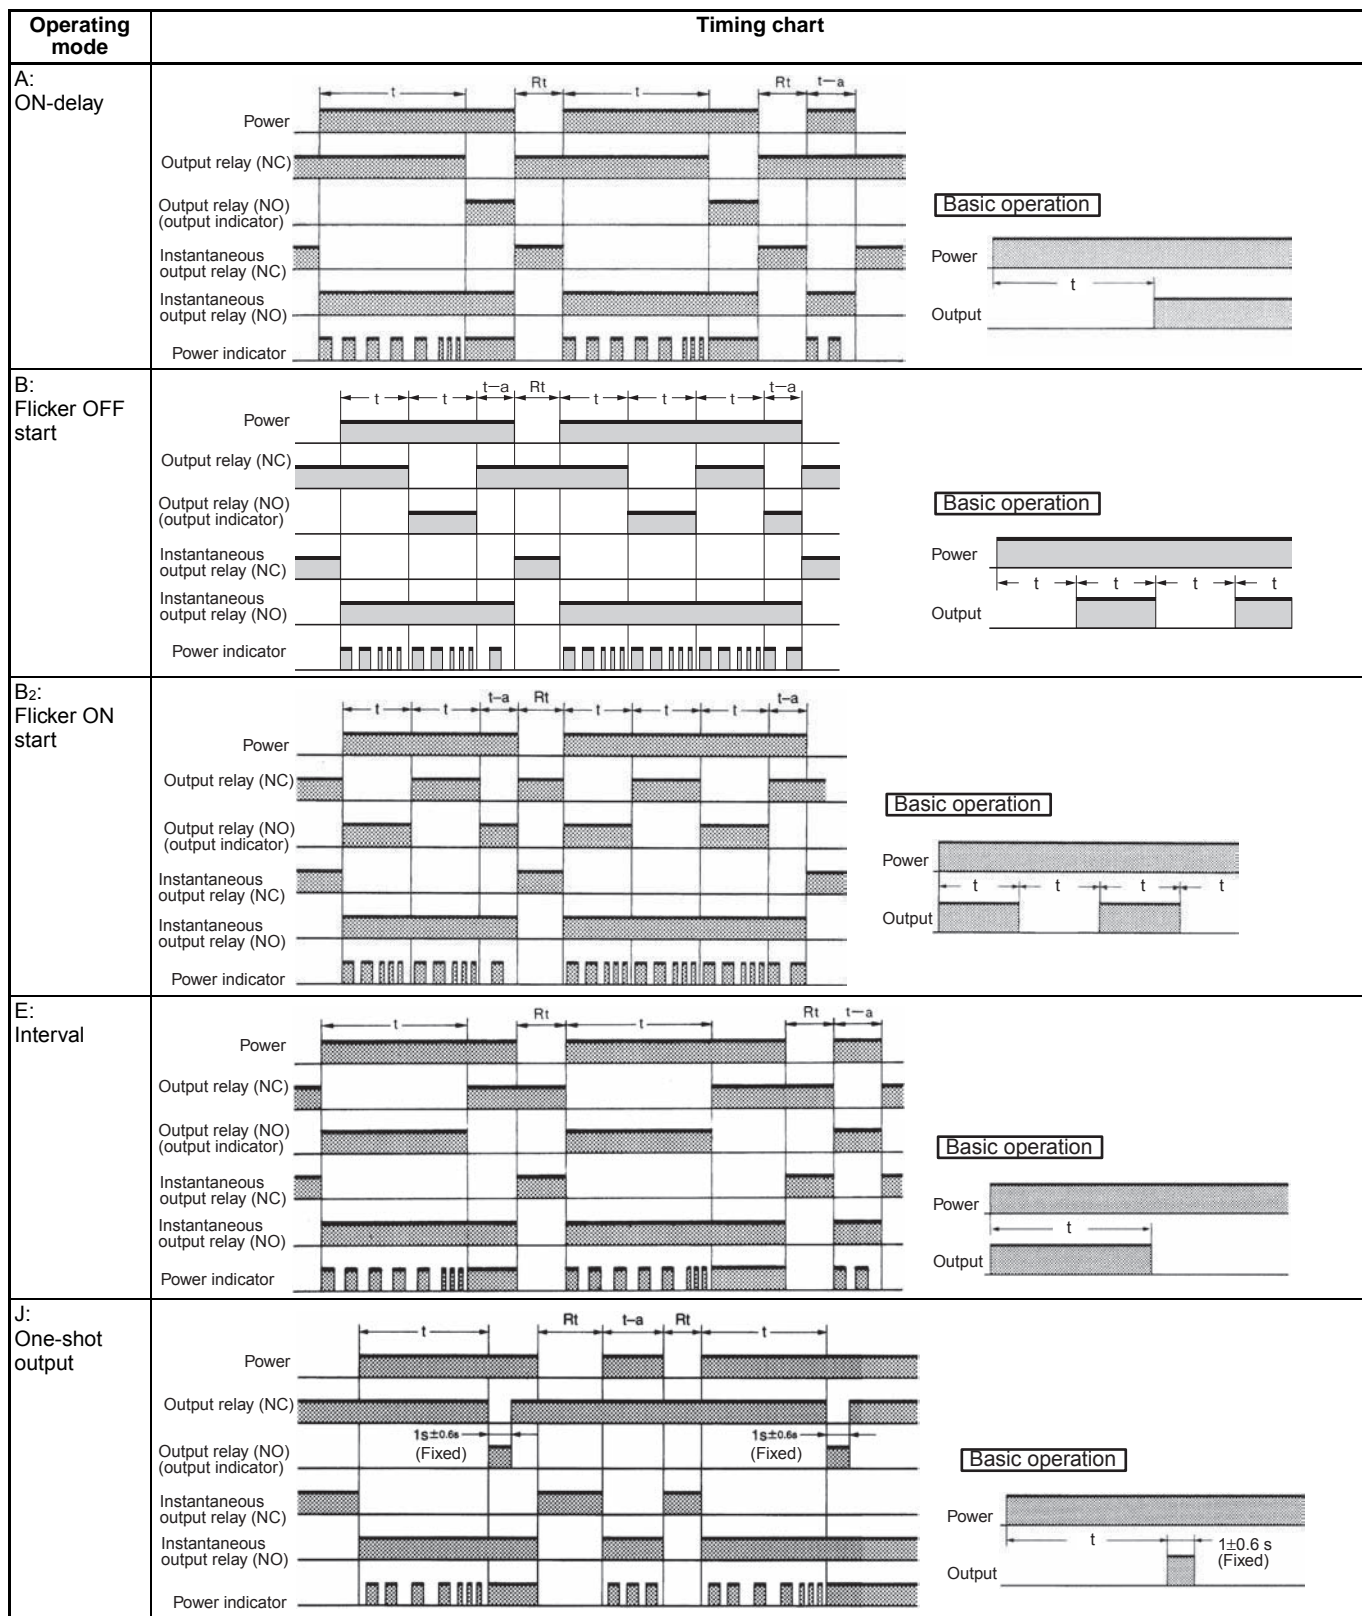 Operating mode
Timing chart
A:
ON-delay
t
Rt
t
Rt
t–a
Power
Output relay (NC)
Output relay (NO)
(output indicator)
Instantaneous
output relay (NC)
Instantaneous
output relay (NO)
Power indicator
Basic operation
Power
t
Output
B:
Flicker OFF
start
t
t
t–a
Rt
t
t
t
t–a
Power
Output relay (NC)
Output relay (NO)
(output indicator)
Instantaneous
output relay (NC)
Instantaneous
output relay (NO)
Power indicator
Basic operation
Power
t
t
t
t
Output
B2:
Flicker ON
start
t
t
t–a
Rt
t
t
t
t–a
Power
Output relay (NC)
Output relay (NO)
(output indicator)
Instantaneous
output relay (NC)
Instantaneous
output relay (NO)
Power indicator
Basic operation
Power
t
t
t
t
Output
E:
Interval
t
Rt
t
Rt
t–a
Power
Output relay (NC)
Output relay (NO)
(output indicator)
Instantaneous
output relay (NC)
Instantaneous
output relay (NO)
Power indicator
Basic operation
Power
t
Output
J:
One-shot
output
t
Rt
t–a
Rt
t
Power
Output relay (NC)
1s±0.6s
(Fixed)
1s±0.6s
(Fixed)
Output relay (NO)
(output indicator)
Instantaneous
output relay (NC)
Instantaneous
output relay (NO)
Power indicator
Basic operation
Power
t
1±0.6 s
(Fixed)
Output